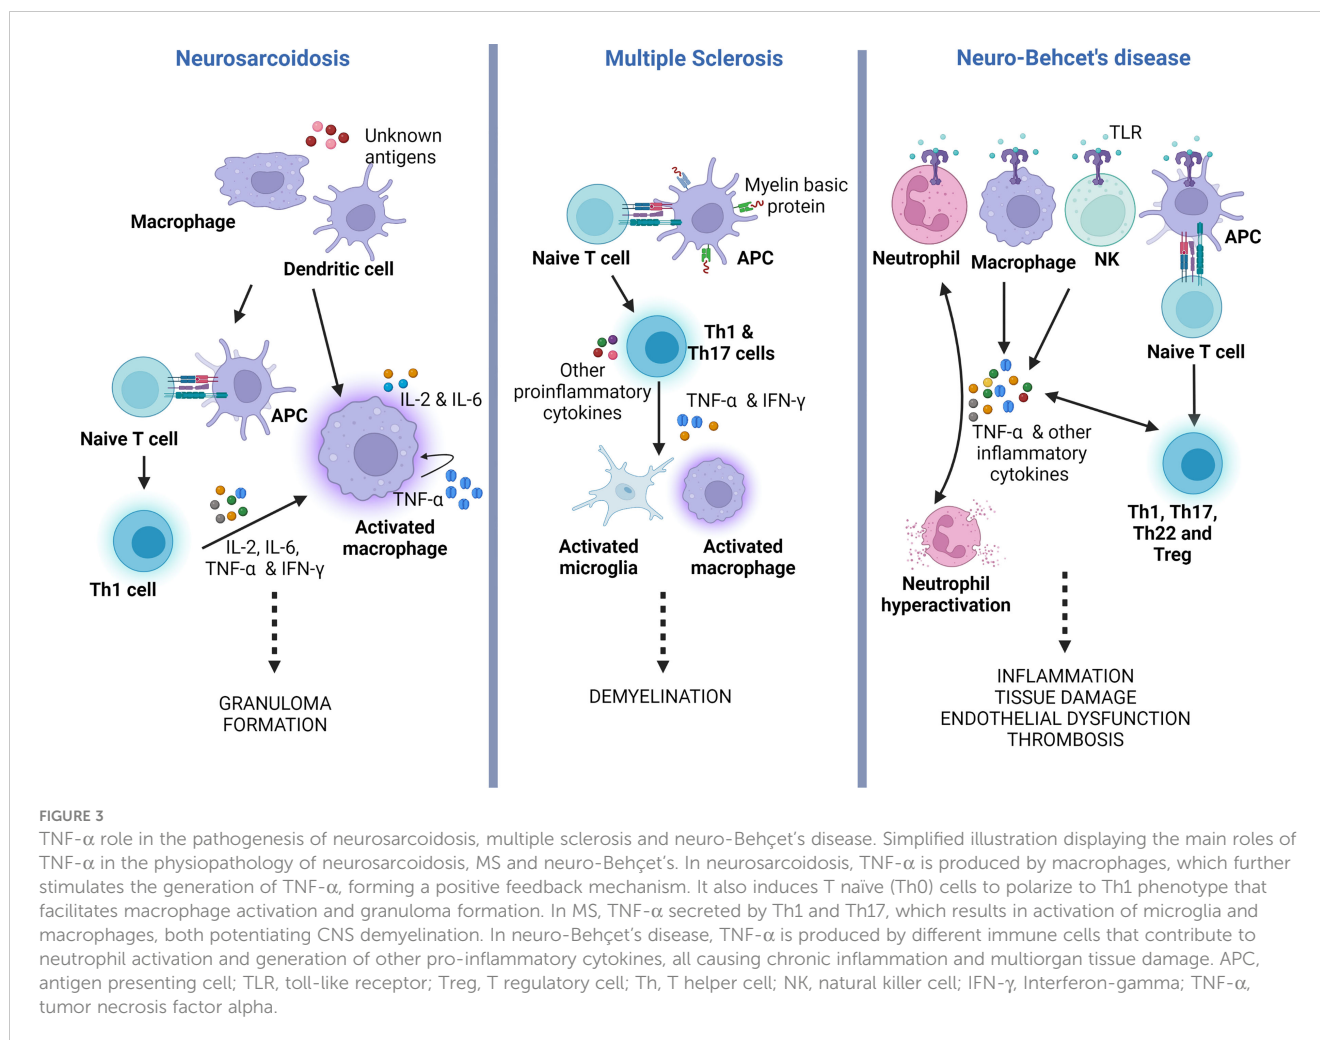 Neurosarcoidosis
Unknown
antigens
Macrophage
Dendritic cell
Naive T cell
APC
IL-2 & IL-6
TNF-α
Activated
macrophage
Th1 cell
IL-2, IL-6,
TNF-α & IFN-γ
GRANULOMA
FORMATION
Multiple Sclerosis
Myelin basic
protein
Naive T cell
APC
Th1 &
Th17 cells
Other
proinflammatory
cytokines
TNF-α & IFN-γ
Activated
microglia
Activated
macrophage
DEMYELINATION
Neuro-Behcet's disease
TLR
Neutrophil
Macrophage
NK
APC
Naive T cell
TNF-α & other
inflammatory
cytokines
Th1, Th17,
Th22 and
Treg
Neutrophil
hyperactivation
INFLAMMATION
TISSUE DAMAGE
ENDOTHELIAL DYSFUNCTION
THROMBOSIS
FIGURE 3
TNF-α role in the pathogenesis of neurosarcoidosis, multiple sclerosis and neuro-Behçet's disease. Simplified illustration displaying the main roles of
TNF-α in the physiopathology of neurosarcoidosis, MS and neuro-Behçet's. In neurosarcoidosis, TNF-α is produced by macrophages, which further
stimulates the generation of TNF-α, forming a positive feedback mechanism. It also induces T naïve (Th0) cells to polarize to Th1 phenotype that
facilitates macrophage activation and granuloma formation. In MS, TNF-α secreted by Th1 and Th17, which results in activation of microglia and
macrophages, both potentiating CNS demyelination. In neuro-Behçet's disease, TNF-α is produced by different immune cells that contribute to
neutrophil activation and generation of other pro-inflammatory cytokines, all causing chronic inflammation and multiorgan tissue damage. APC,
antigen presenting cell; TLR, toll-like receptor; Treg, T regulatory cell; Th, T helper cell; NK, natural killer cell; IFN-γ, Interferon-gamma; TNF-α,
tumor necrosis factor alpha.